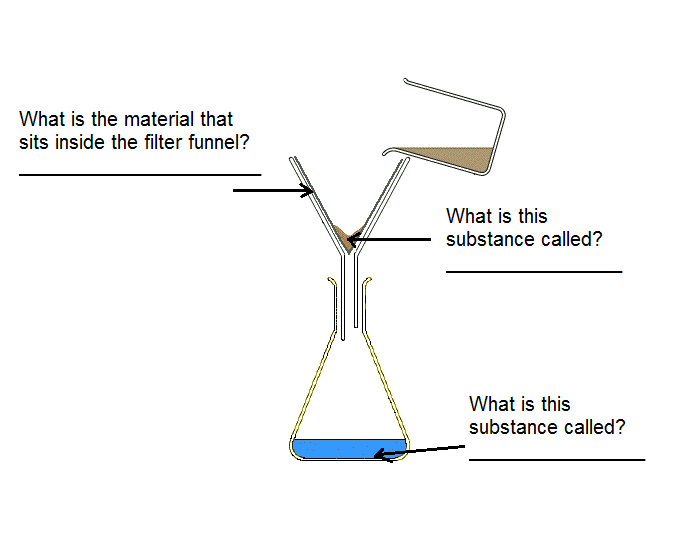 What is the material that
sits inside the filter funnel?
What is this
substance called?
What is this
substance called?